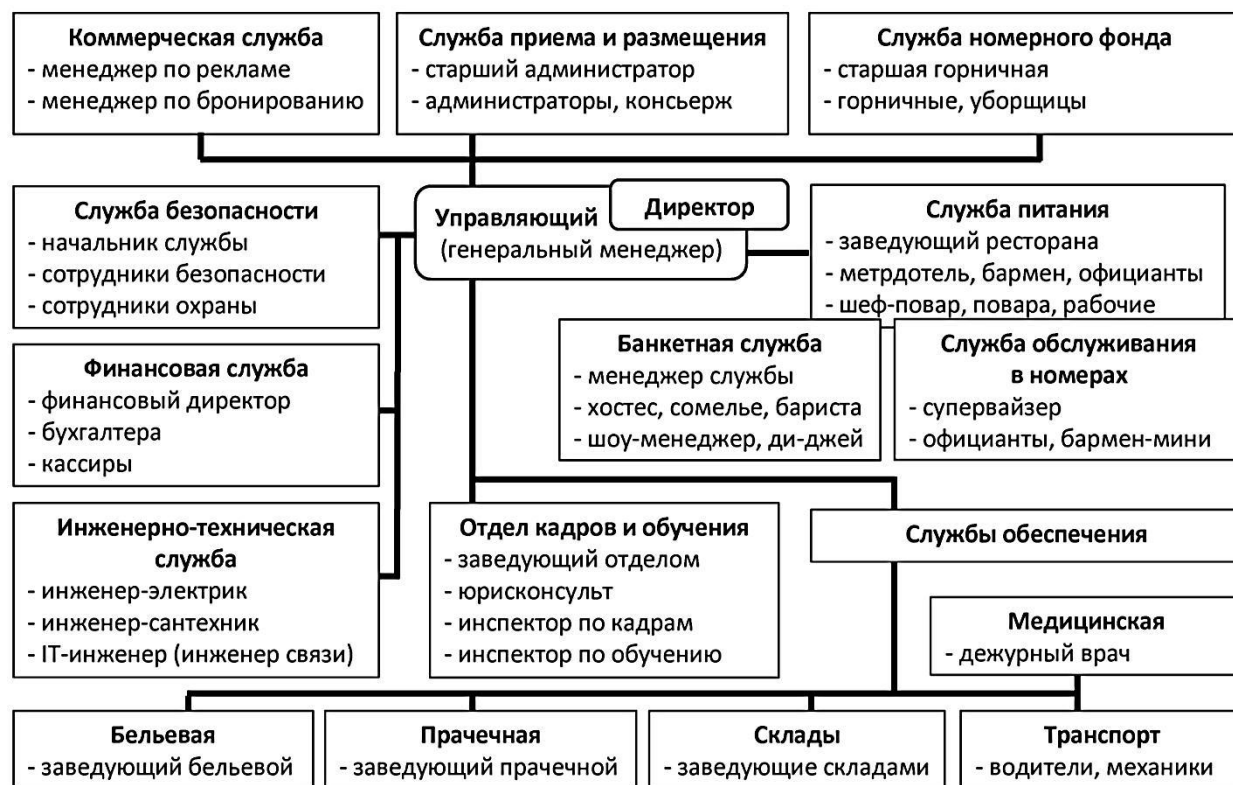 Коммерческая служба
- менеджер по рекламе
- менеджер по бронированию
Служба приема и размещения
- старший администратор
- администраторы, консьерж
Служба номерного фонда
- старшая горничная
- горничные, уборщицы
Служба безопасности
- начальник службы
- сотрудники безопасности
- сотрудники охраны
Директор
Управляющий
(генеральный менеджер)
Служба питания
- заведующий ресторана
- метрдотель, бармен, официанты
- шеф-повар, повара, рабочие
Финансовая служба
- финансовый директор
- бухгалтера
- кассиры
Банкетная служба
- менеджер службы
- хостес, сомелье, бариста
- шоу-менеджер, ди-джей
Служба обслуживания
в номерах
- супервайзер
- официанты, бармен-мини
Инженерно-техническая
служба
- инженер-электрик
- инженер-сантехник
- IT-инженер (инженер связи)
Отдел кадров и обучения
- заведующий отделом
- юрисконсульт
- инспектор по кадрам
- инспектор по обучению
Службы обеспечения
Медицинская
- дежурный врач
Бельевая
- заведующий бельевой
Прачечная
- заведующий прачечной
Склады
- заведующие складами
Транспорт
- водители, механики